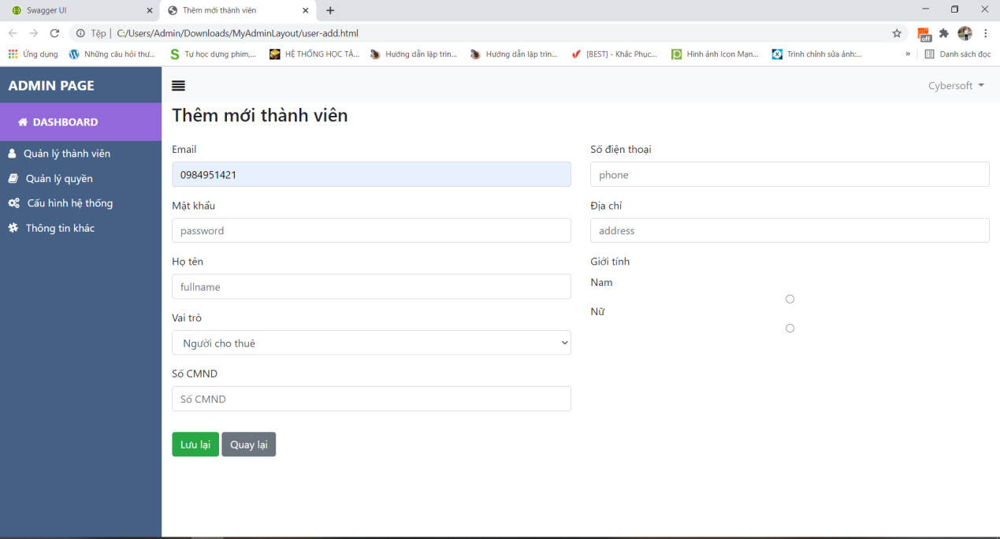 Swagger UI
Thêm mới thành viên
Tệp | C:/Users/Admin/Downloads/MyAdminLayout/user-add.html
off
Ứng dụng
Những câu hỏi thư...
Tự học dựng phim,...
HỆ THỐNG HỌC TẬ...
Hướng dẫn lập trìn...
Hướng dẫn lập trìn...
[BEST] - Khắc Phục...
Hình ảnh Icon Mạn...
Trình chỉnh sửa ảnh:...
»
Danh sách đọc
ADMIN PAGE
Cybersoft
DASHBOARD
Quản lý thành viên
Quản lý quyền
Cấu hình hệ thống
Thông tin khác
Thêm mới thành viên
Email
0984951421
Mật khẩu
password
Họ tên
fullname
Vai trò
Người cho thuê
Số CMND
Số CMND
Số điện thoại
phone
Địa chỉ
address
Giới tính
Nam
Nữ
Lưu lại
Quay lại